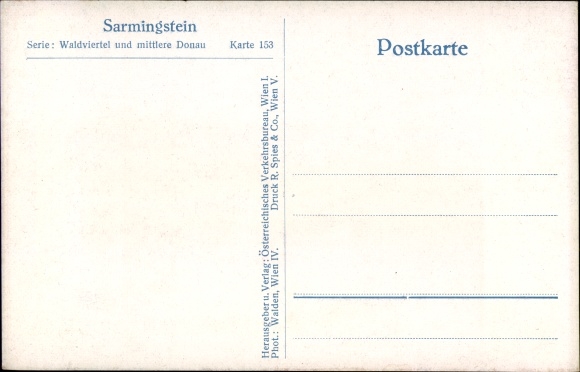 Sarmingstein
Serie: Waldviertel und mittlere Donau Karte 153
Postkarte
Herausgeber u. Verlag: Österreichisches Verkehrsbureau, Wien I.
Phot.: Walden, Wien IV. Druck R. Spies & Co., Wien V.